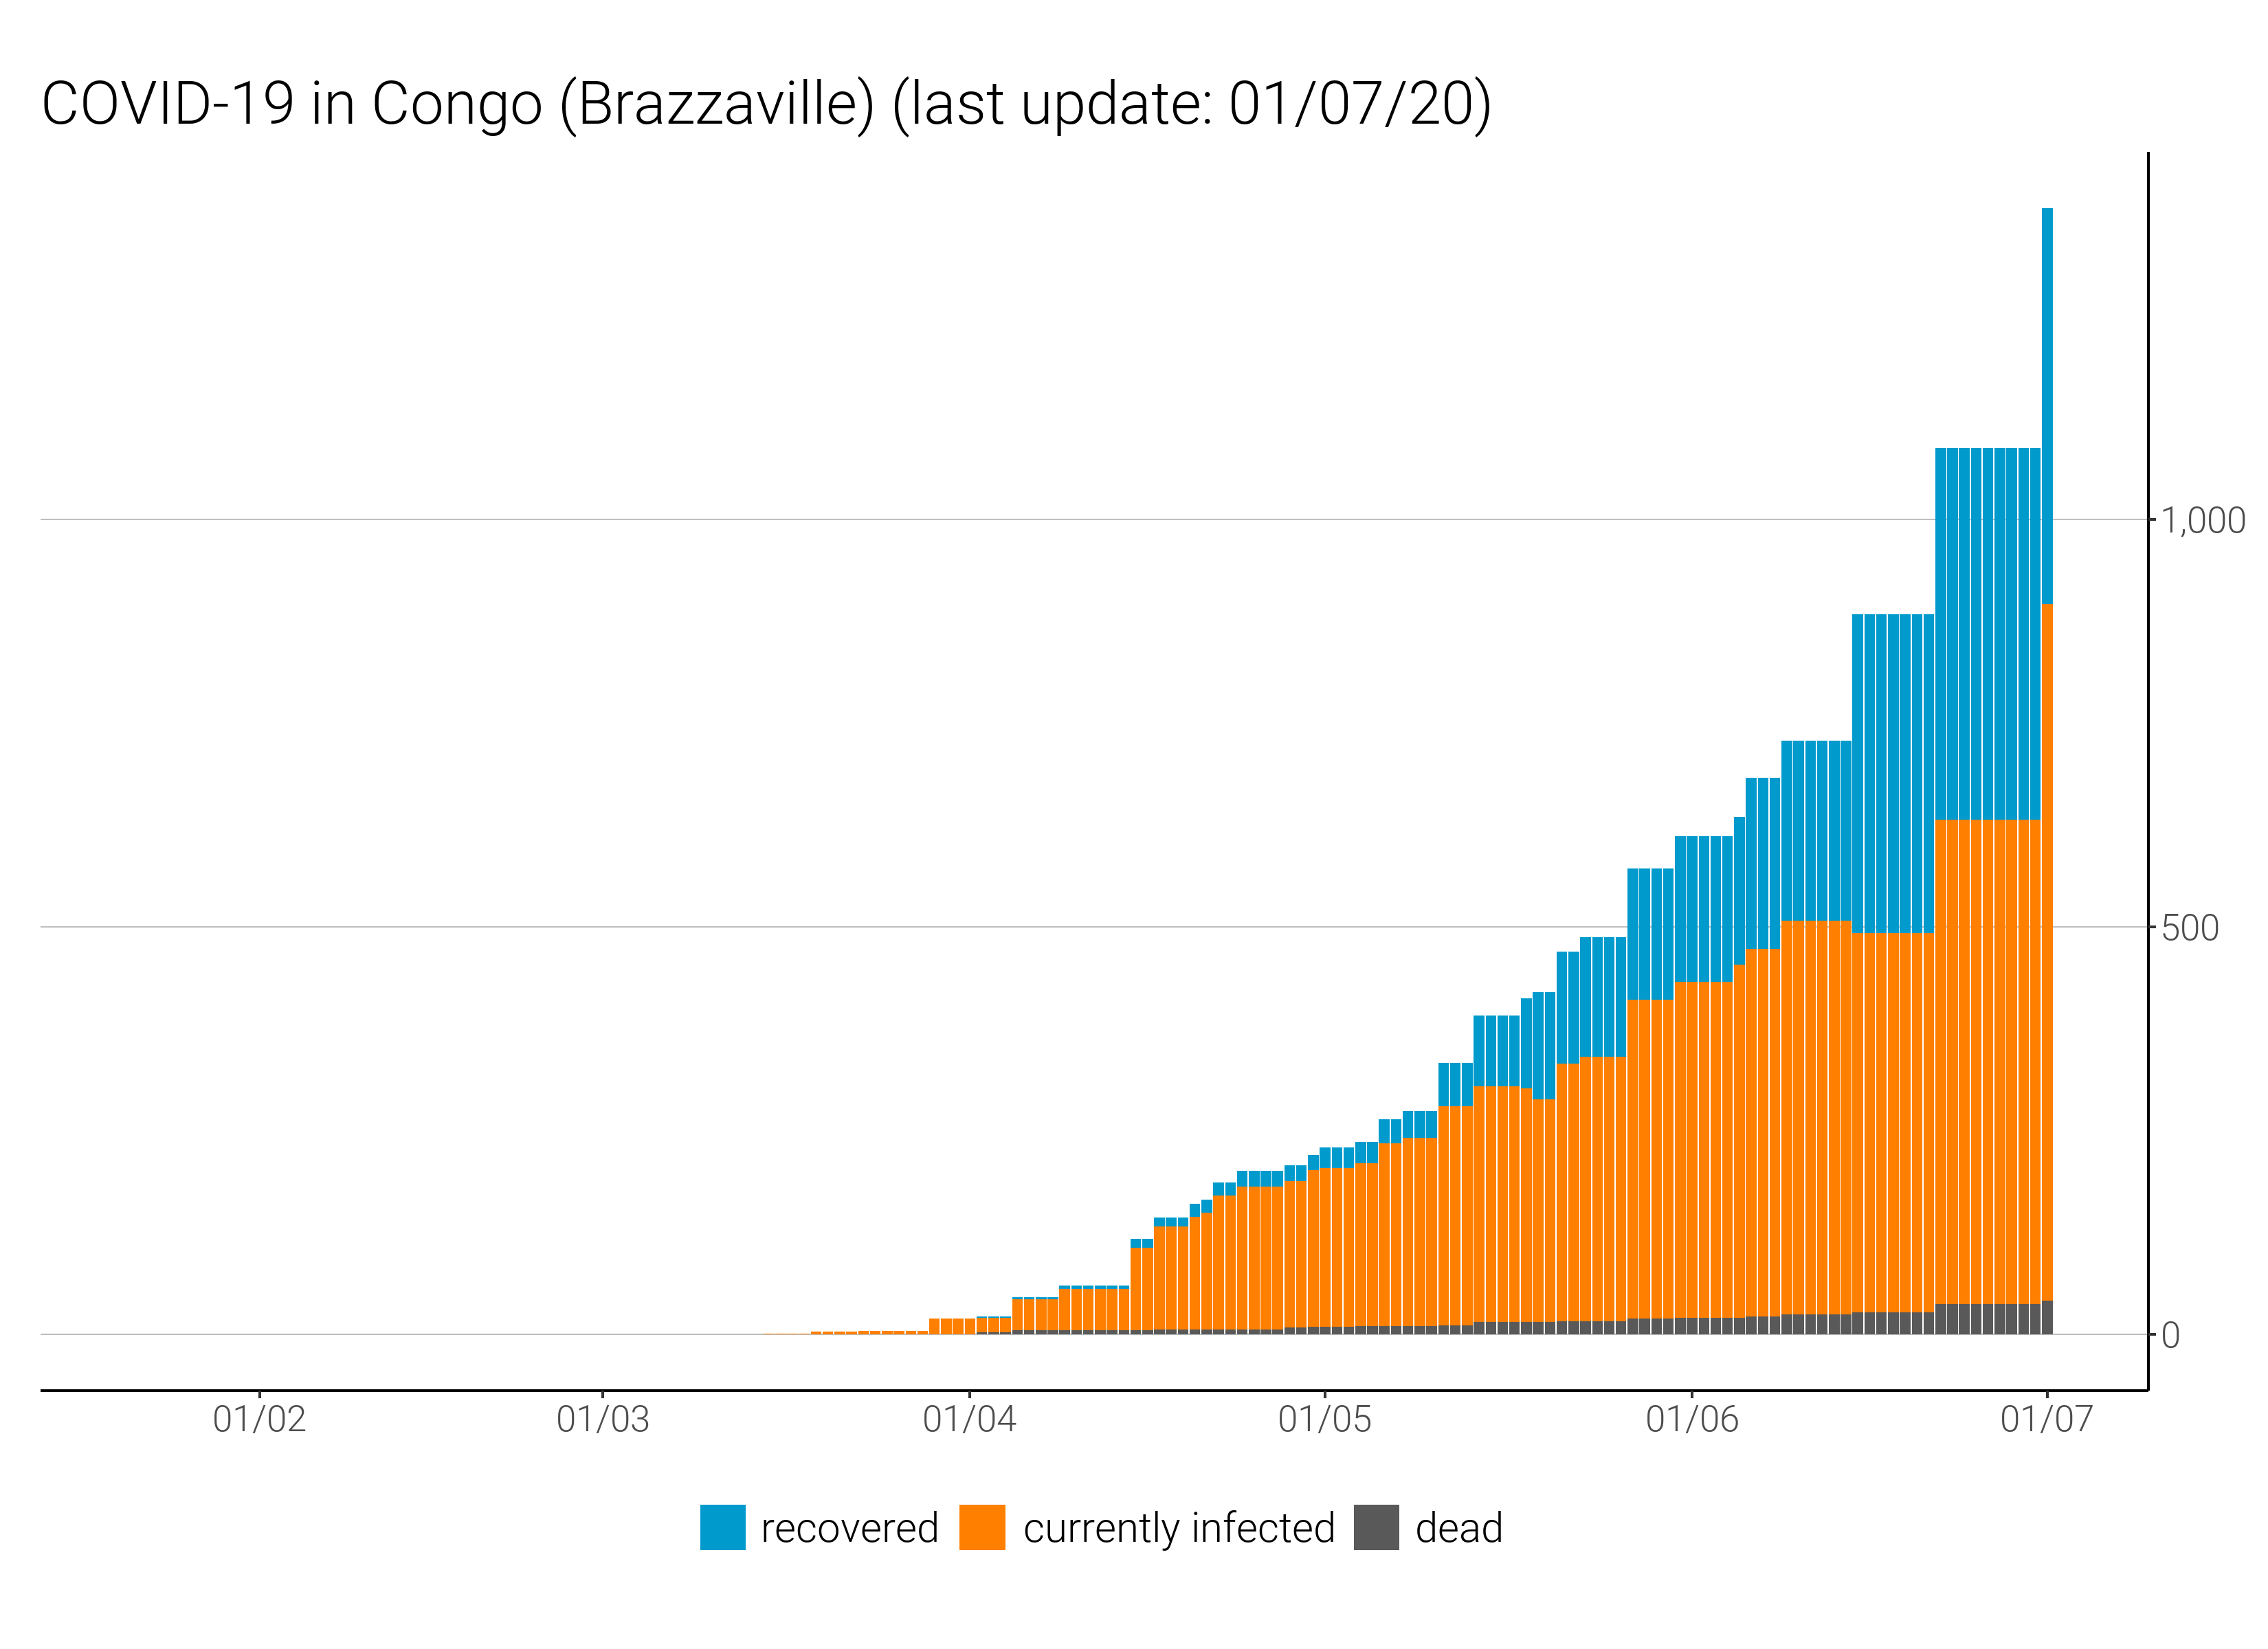 COVID-19 in Congo (Brazzaville) (last update: 01/07/20)
1,000
500
0
01/02 01/03 01/04 01/05 01/06 01/07
recovered currently infected dead